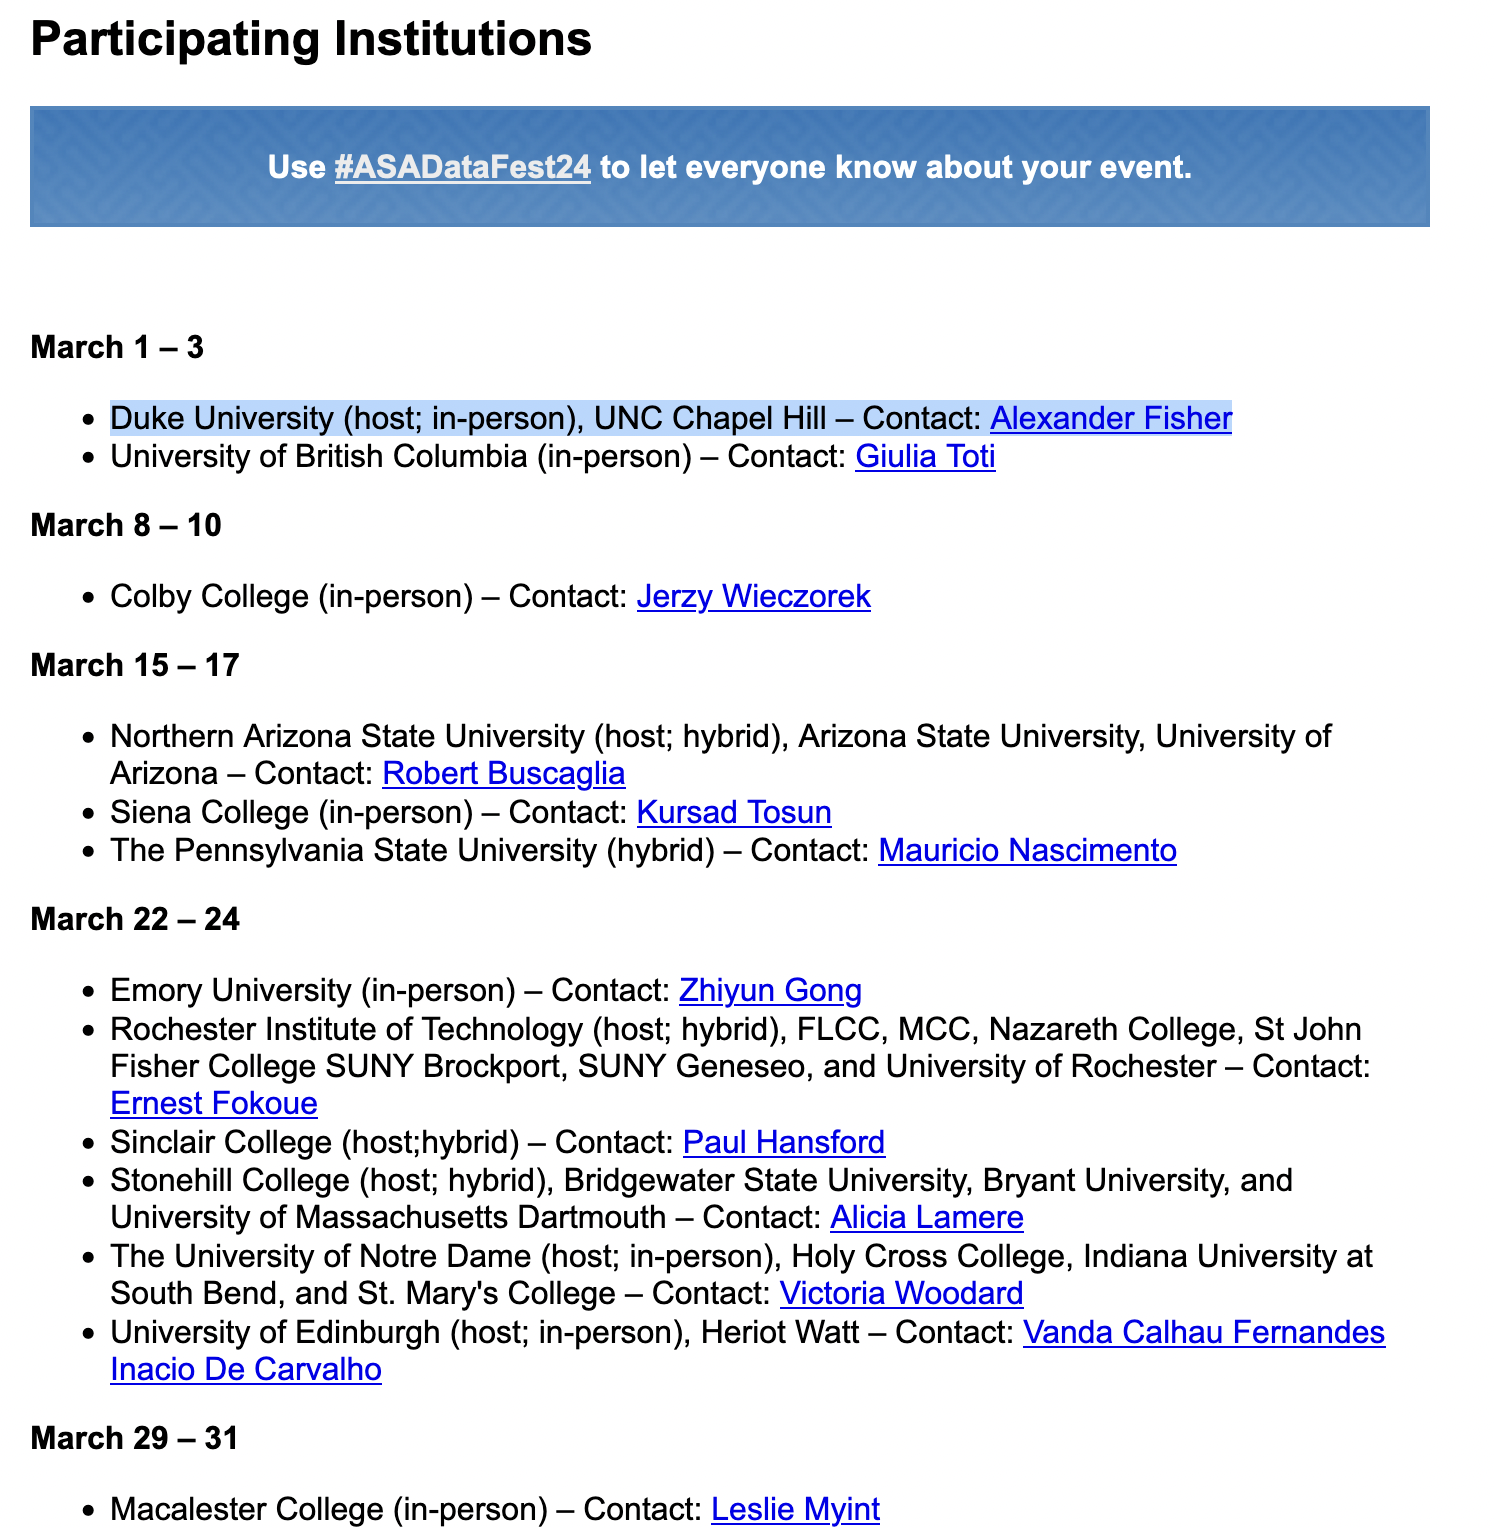 Participating Institutions
Use #ASADataFest24 to let everyone know about your event.
March 1 – 3
• Duke University (host; in-person), UNC Chapel Hill – Contact: Alexander Fisher
• University of British Columbia (in-person) – Contact: Giulia Toti
March 8 – 10
• Colby College (in-person) – Contact: Jerzy Wieczorek
March 15 – 17
• Northern Arizona State University (host; hybrid), Arizona State University, University of
Arizona – Contact: Robert Buscaglia
• Siena College (in-person) – Contact: Kursad Tosun
• The Pennsylvania State University (hybrid) – Contact: Mauricio Nascimento
March 22 – 24
• Emory University (in-person) – Contact: Zhiyun Gong
• Rochester Institute of Technology (host; hybrid), FLCC, MCC, Nazareth College, St John
Fisher College SUNY Brockport, SUNY Geneseo, and University of Rochester – Contact:
Ernest Fokoue
• Sinclair College (host;hybrid) – Contact: Paul Hansford
• Stonehill College (host; hybrid), Bridgewater State University, Bryant University, and
University of Massachusetts Dartmouth – Contact: Alicia Lamere
• The University of Notre Dame (host; in-person), Holy Cross College, Indiana University at
South Bend, and St. Mary's College – Contact: Victoria Woodard
• University of Edinburgh (host; in-person), Heriot Watt – Contact: Vanda Calhau Fernandes
Inacio De Carvalho
March 29 – 31
• Macalester College (in-person) – Contact: Leslie Myint